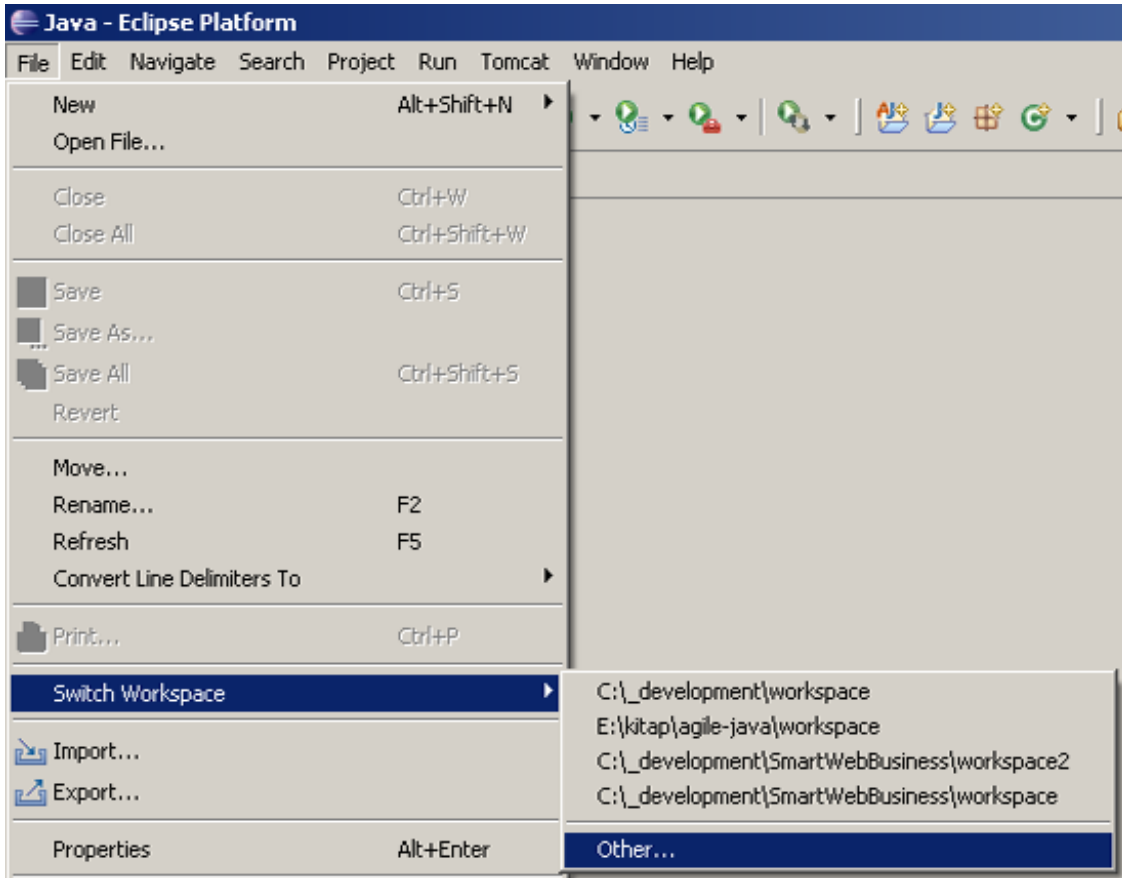 Java - Eclipse Platform
File Edit Navigate Search Project Run Tomcat Window Help
New Alt+Shift+N
Open File...
Close Ctrl+W
Close All Ctrl+Shift+W
Save Ctrl+S
Save As...
Save All Ctrl+Shift+S
Revert
Move...
Rename... F2
Refresh F5
Convert Line Delimiters To
Print... Ctrl+P
Switch Workspace
C:\_development\workspace
E:\kitap\agile-java\workspace
C:\_development\SmartWebBusiness\workspace2
C:\_development\SmartWebBusiness\workspace
Other...
Import...
Export...
Properties Alt+Enter